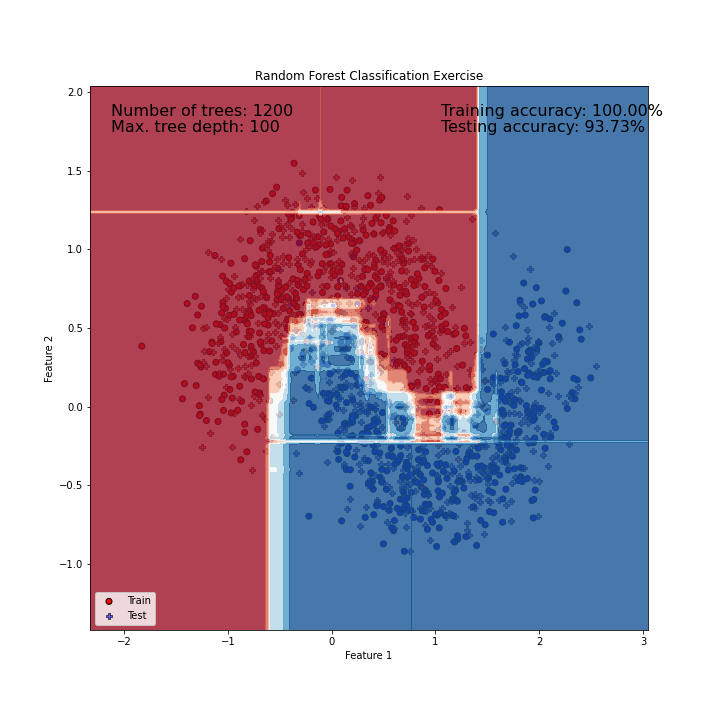 Random Forest Classification Exercise
Number of trees: 1200
Max. tree depth: 100
Training accuracy: 100.00%
Testing accuracy: 93.73%
Feature 2
2.0
1.5
1.0
0.5
0.0
−0.5
−1.0
Train
Test
−2
−1
0
1
2
3
Feature 1